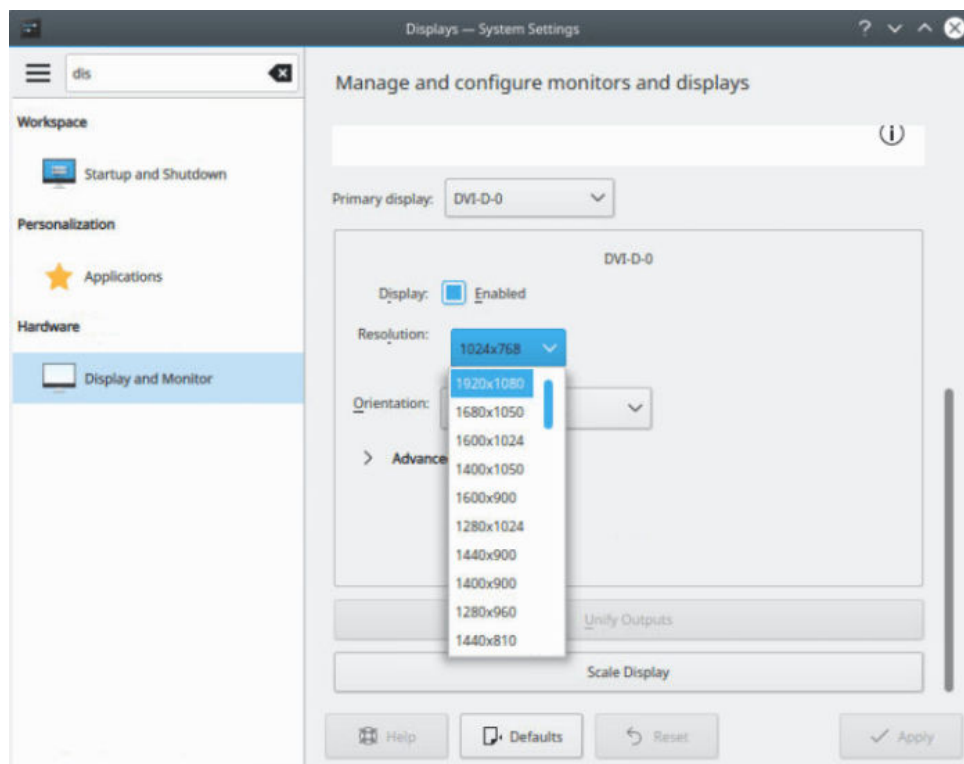 Displays — System Settings
dis
Manage and configure monitors and displays
Workspace
Startup and Shutdown
Primary display: DVI-D-0
Personalization
DVI-D-0
Applications
Display: Enabled
Hardware
Resolution: 1024x768
Display and Monitor
1920x1080
Orientation:
1680x1050
1600x1024
Advance
1400x1050
1600x900
1280x1024
1440x900
1400x900
1280x960
Unify Outputs
1440x810
Scale Display
Help Defaults Reset Apply